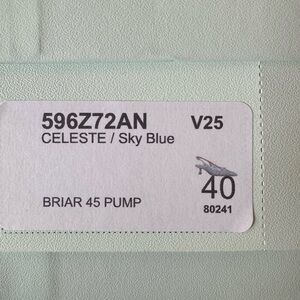 596Z72AN V25
CELESTE / Sky Blue
40
BRIAR 45 PUMP
80241